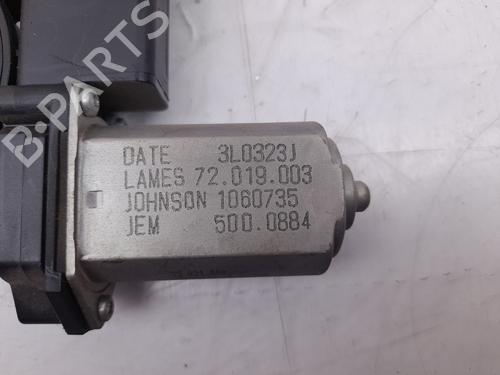 B-PARTS
DATE 3L0323J
LAMES 72.019.003
JOHNSON 1060735
JEM 500.0884